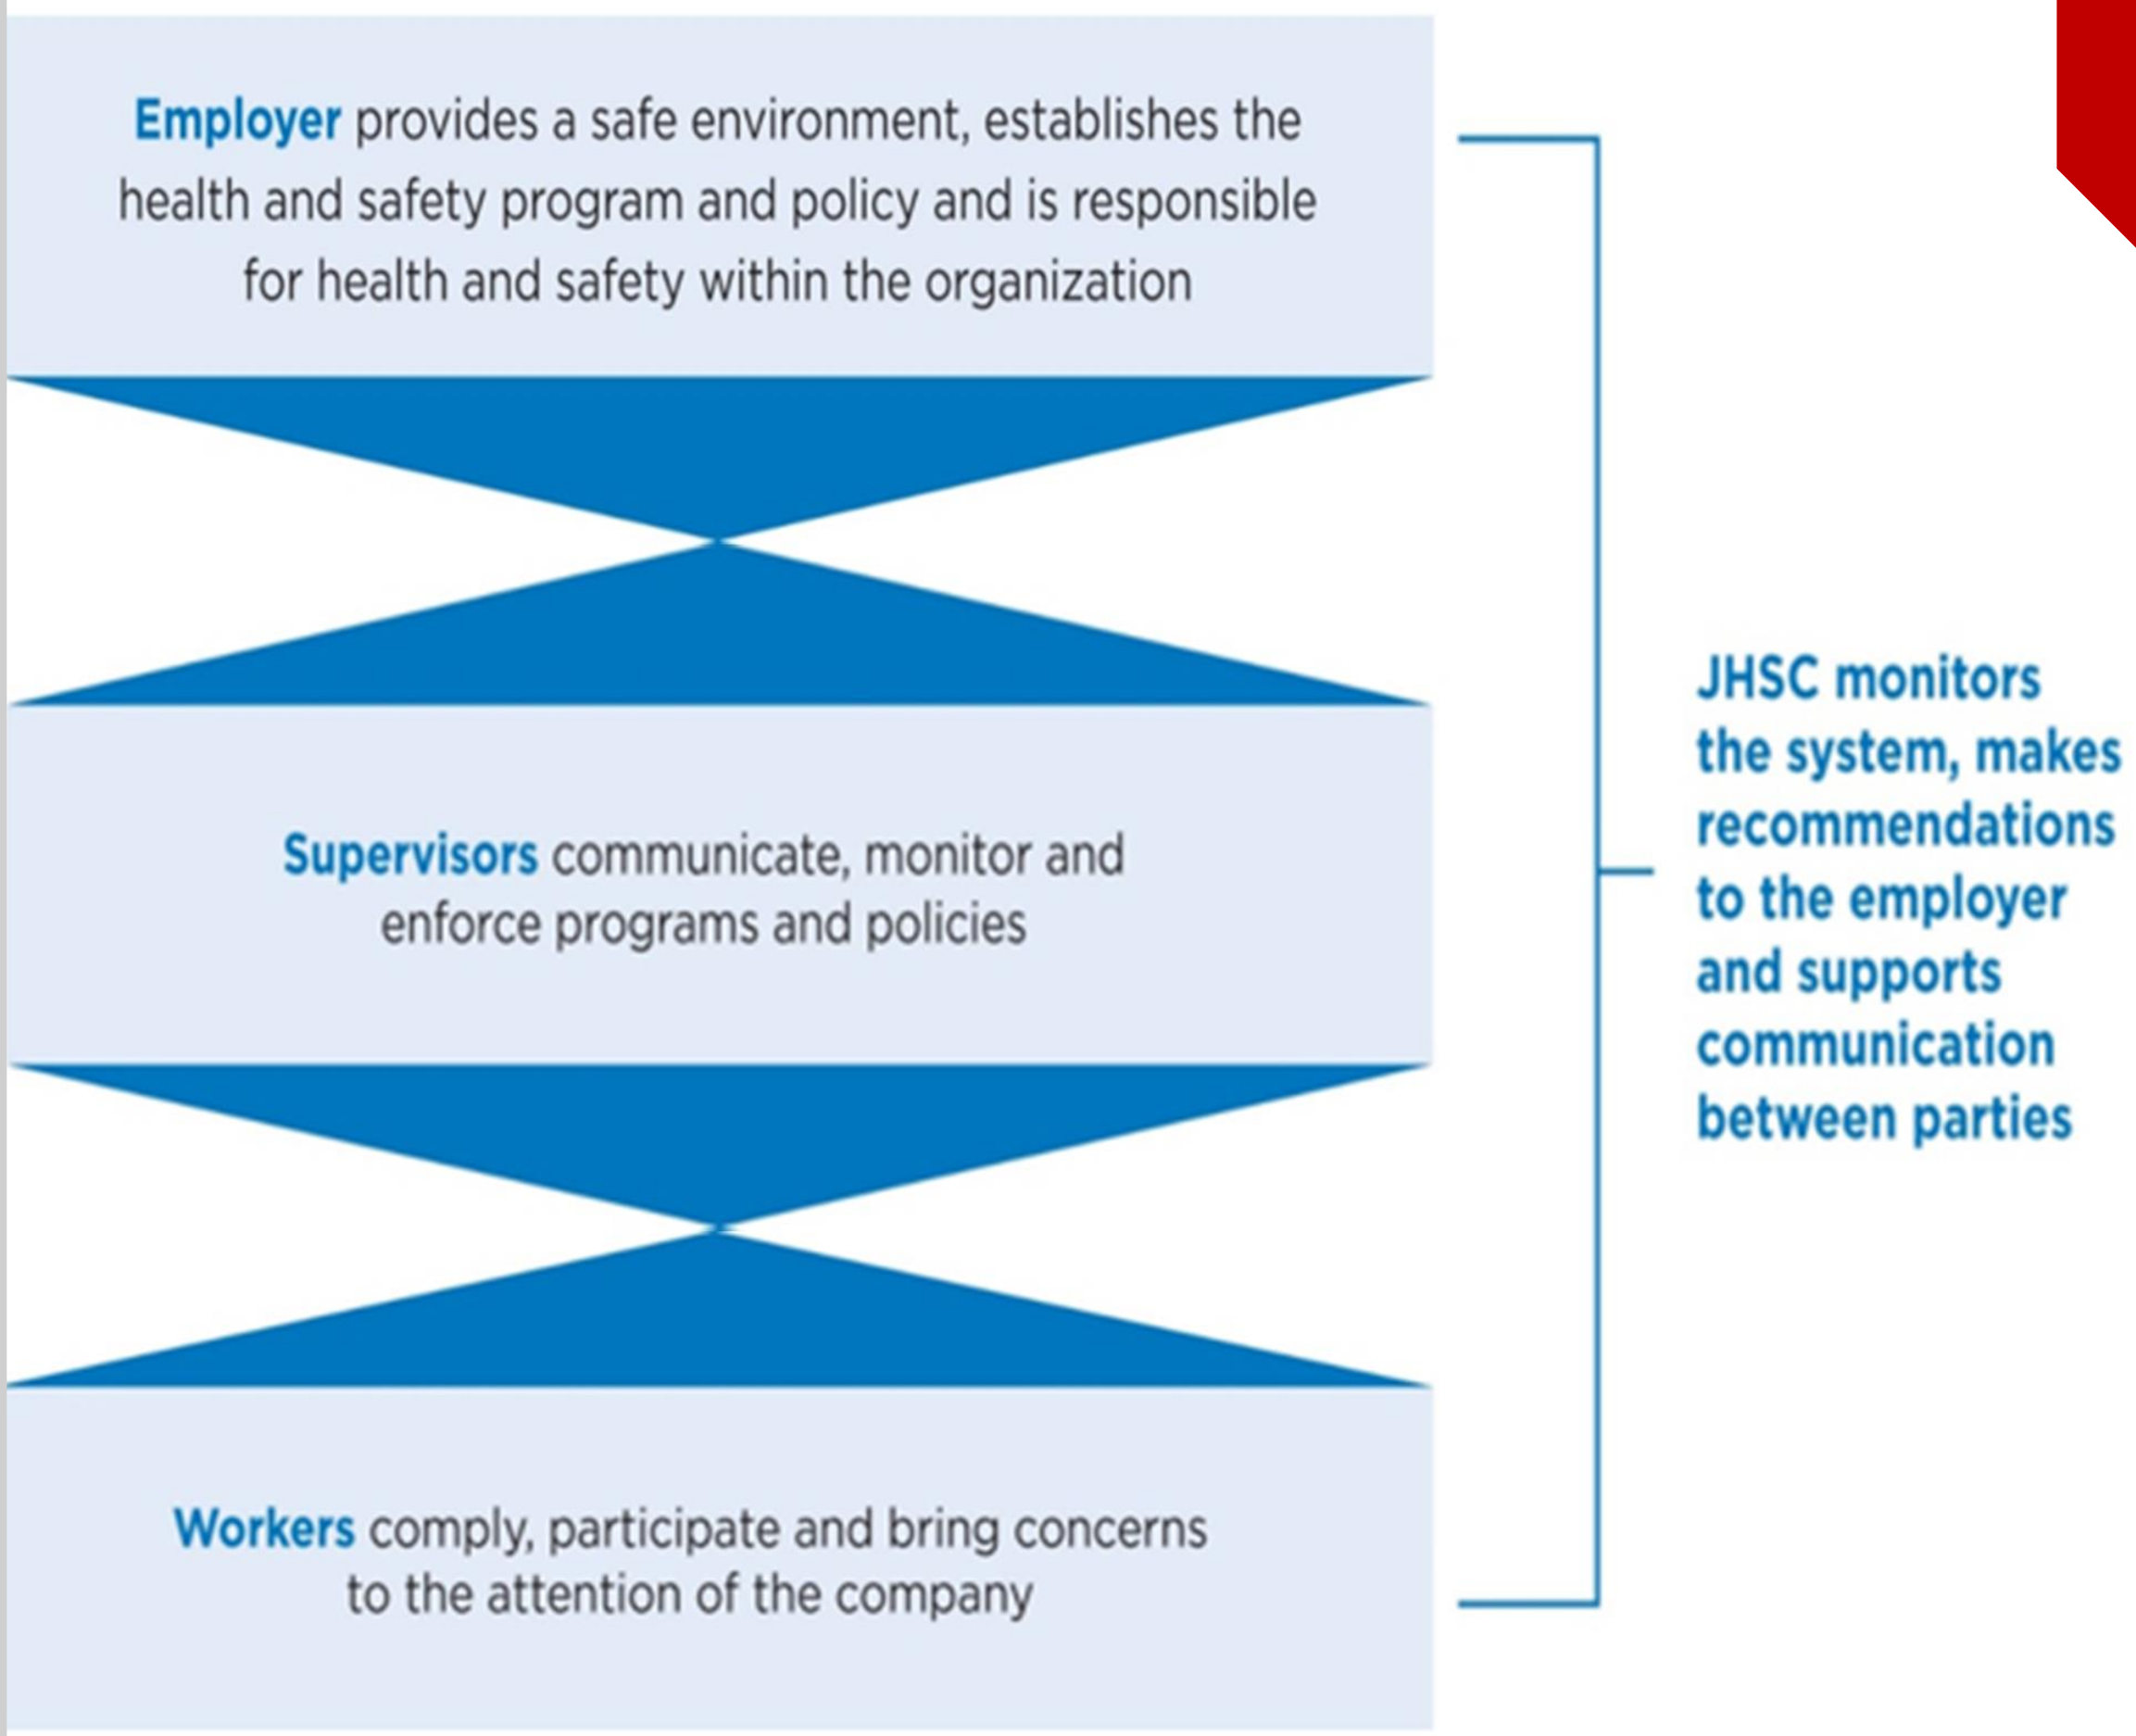 Employer provides a safe environment, establishes the
health and safety program and policy and is responsible
for health and safety within the organization
Supervisors communicate, monitor and
enforce programs and policies
Workers comply, participate and bring concerns
to the attention of the company
JHSC monitors
the system, makes
recommendations
to the employer
and supports
communication
between parties